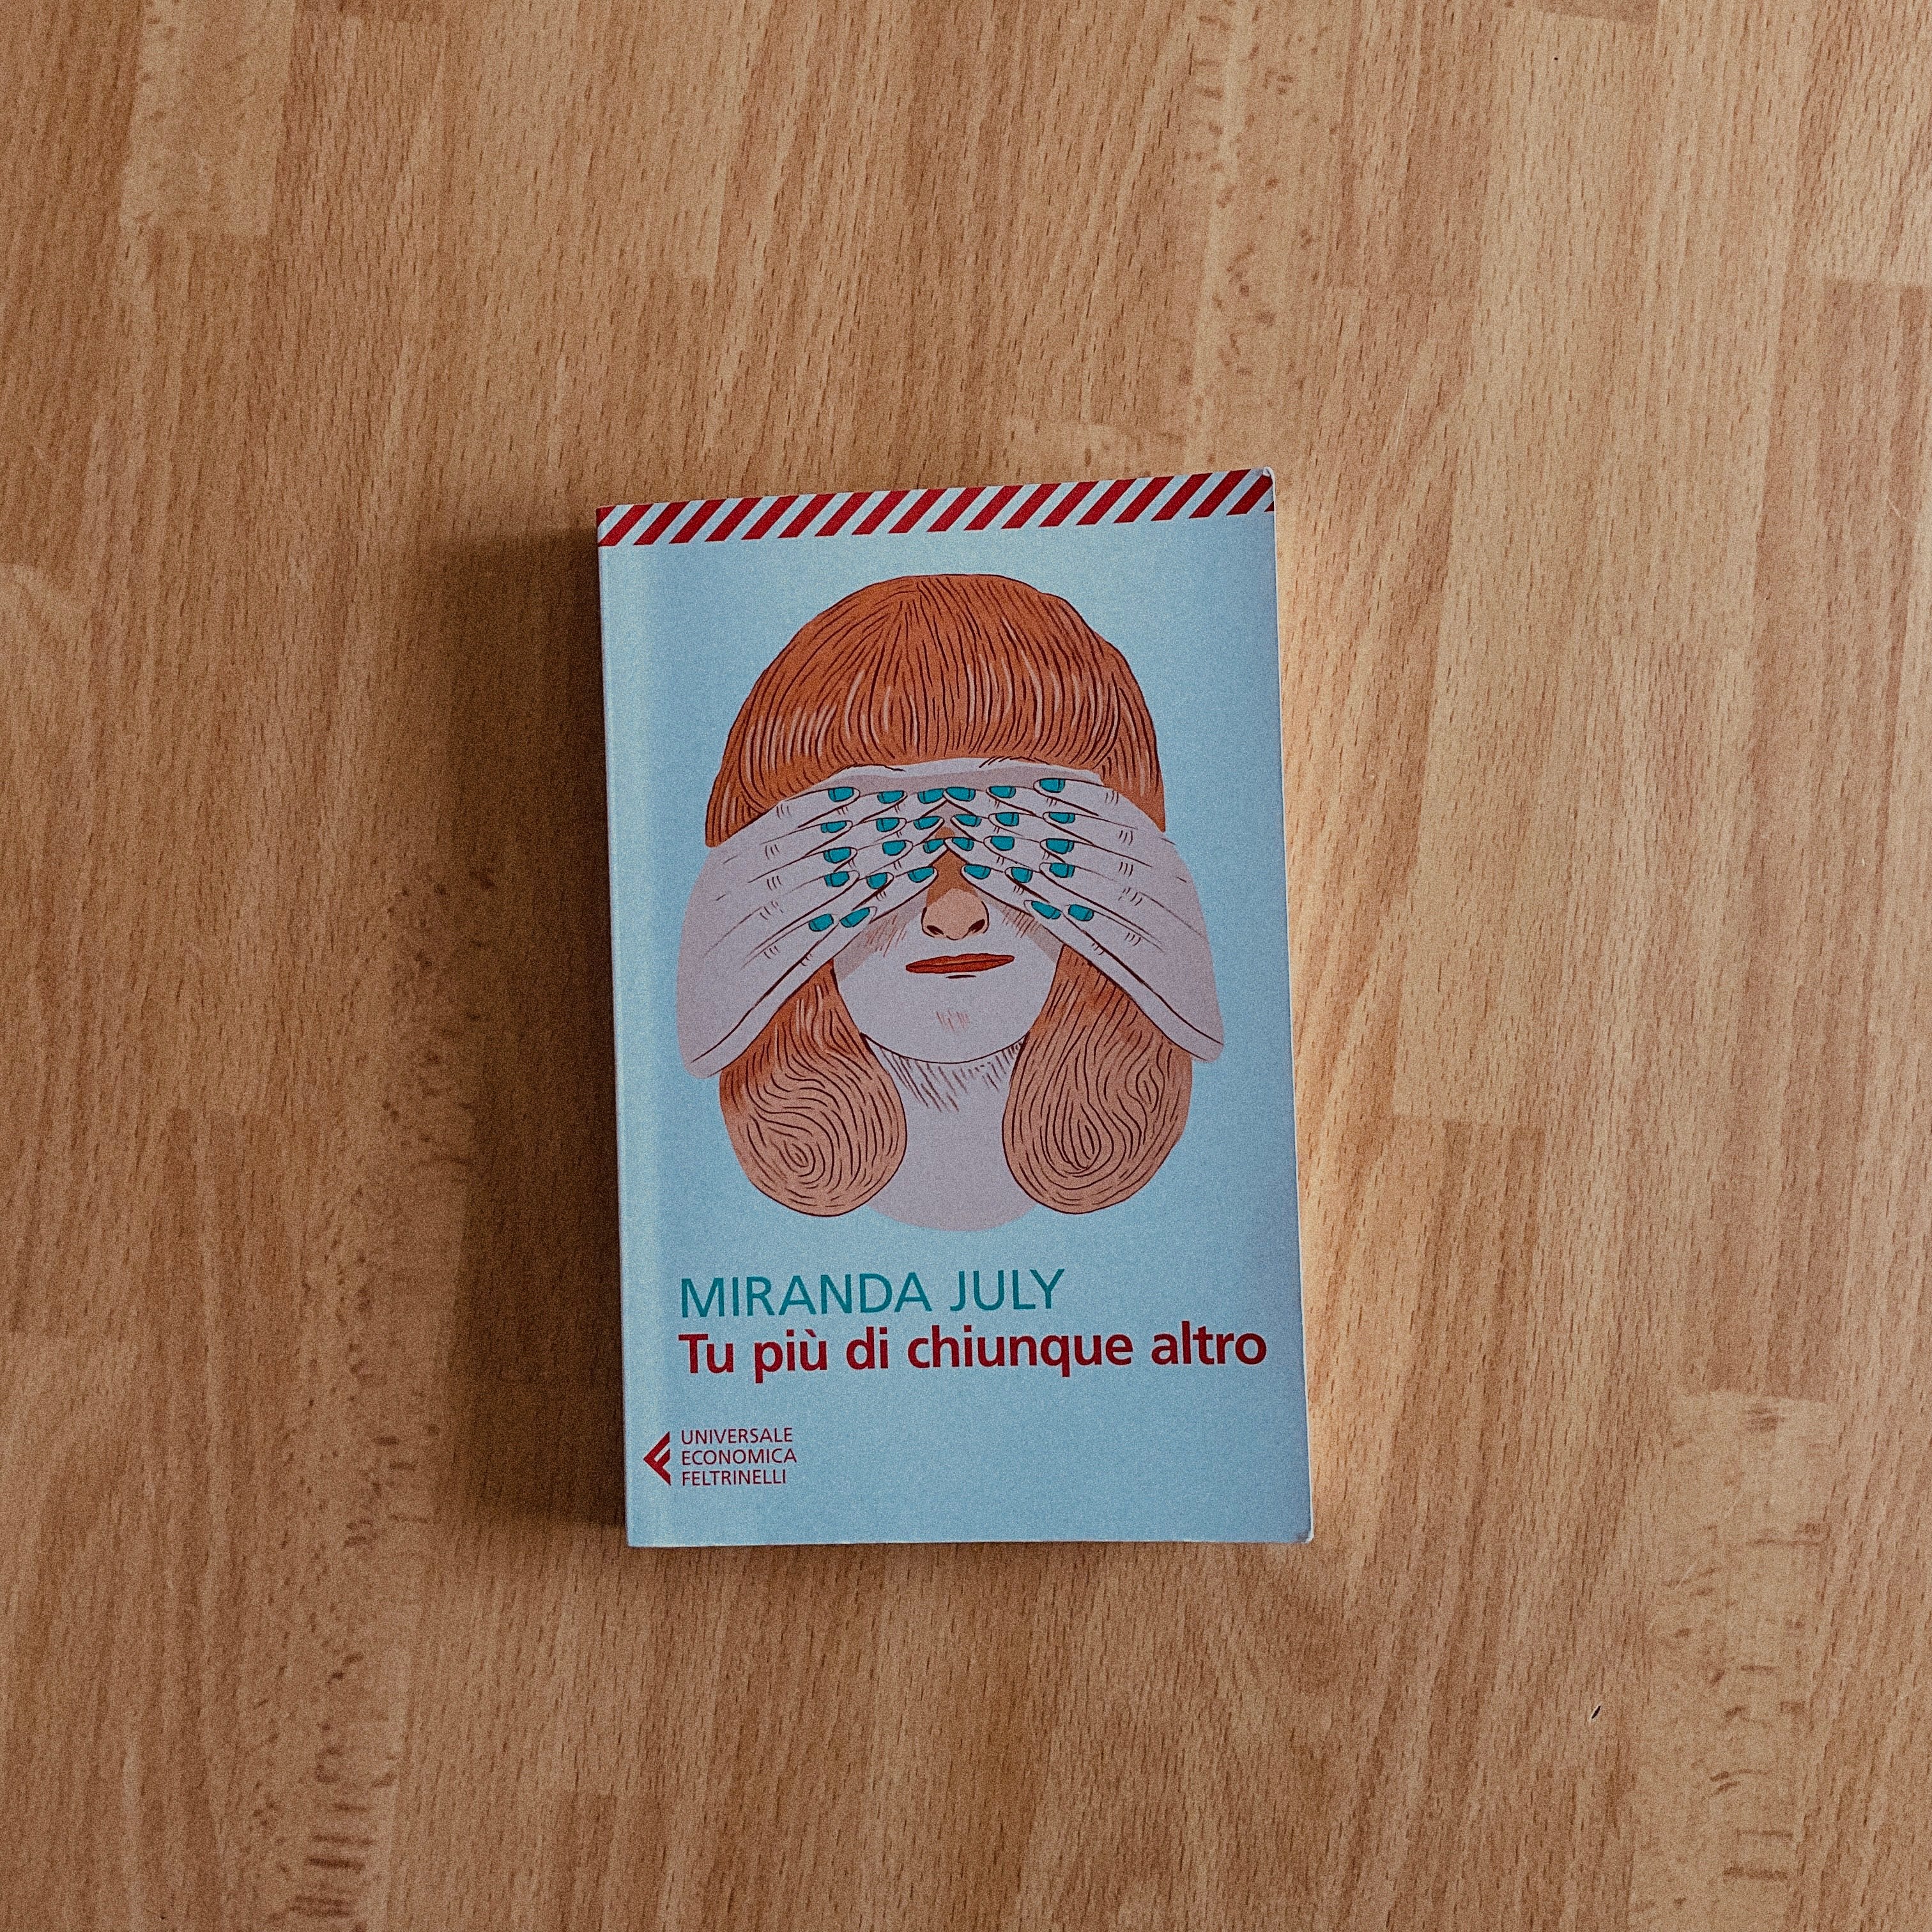 MIRANDA JULY
Tu più di chiunque altro
UNIVERSALE
ECONOMICA
FELTRINELLI